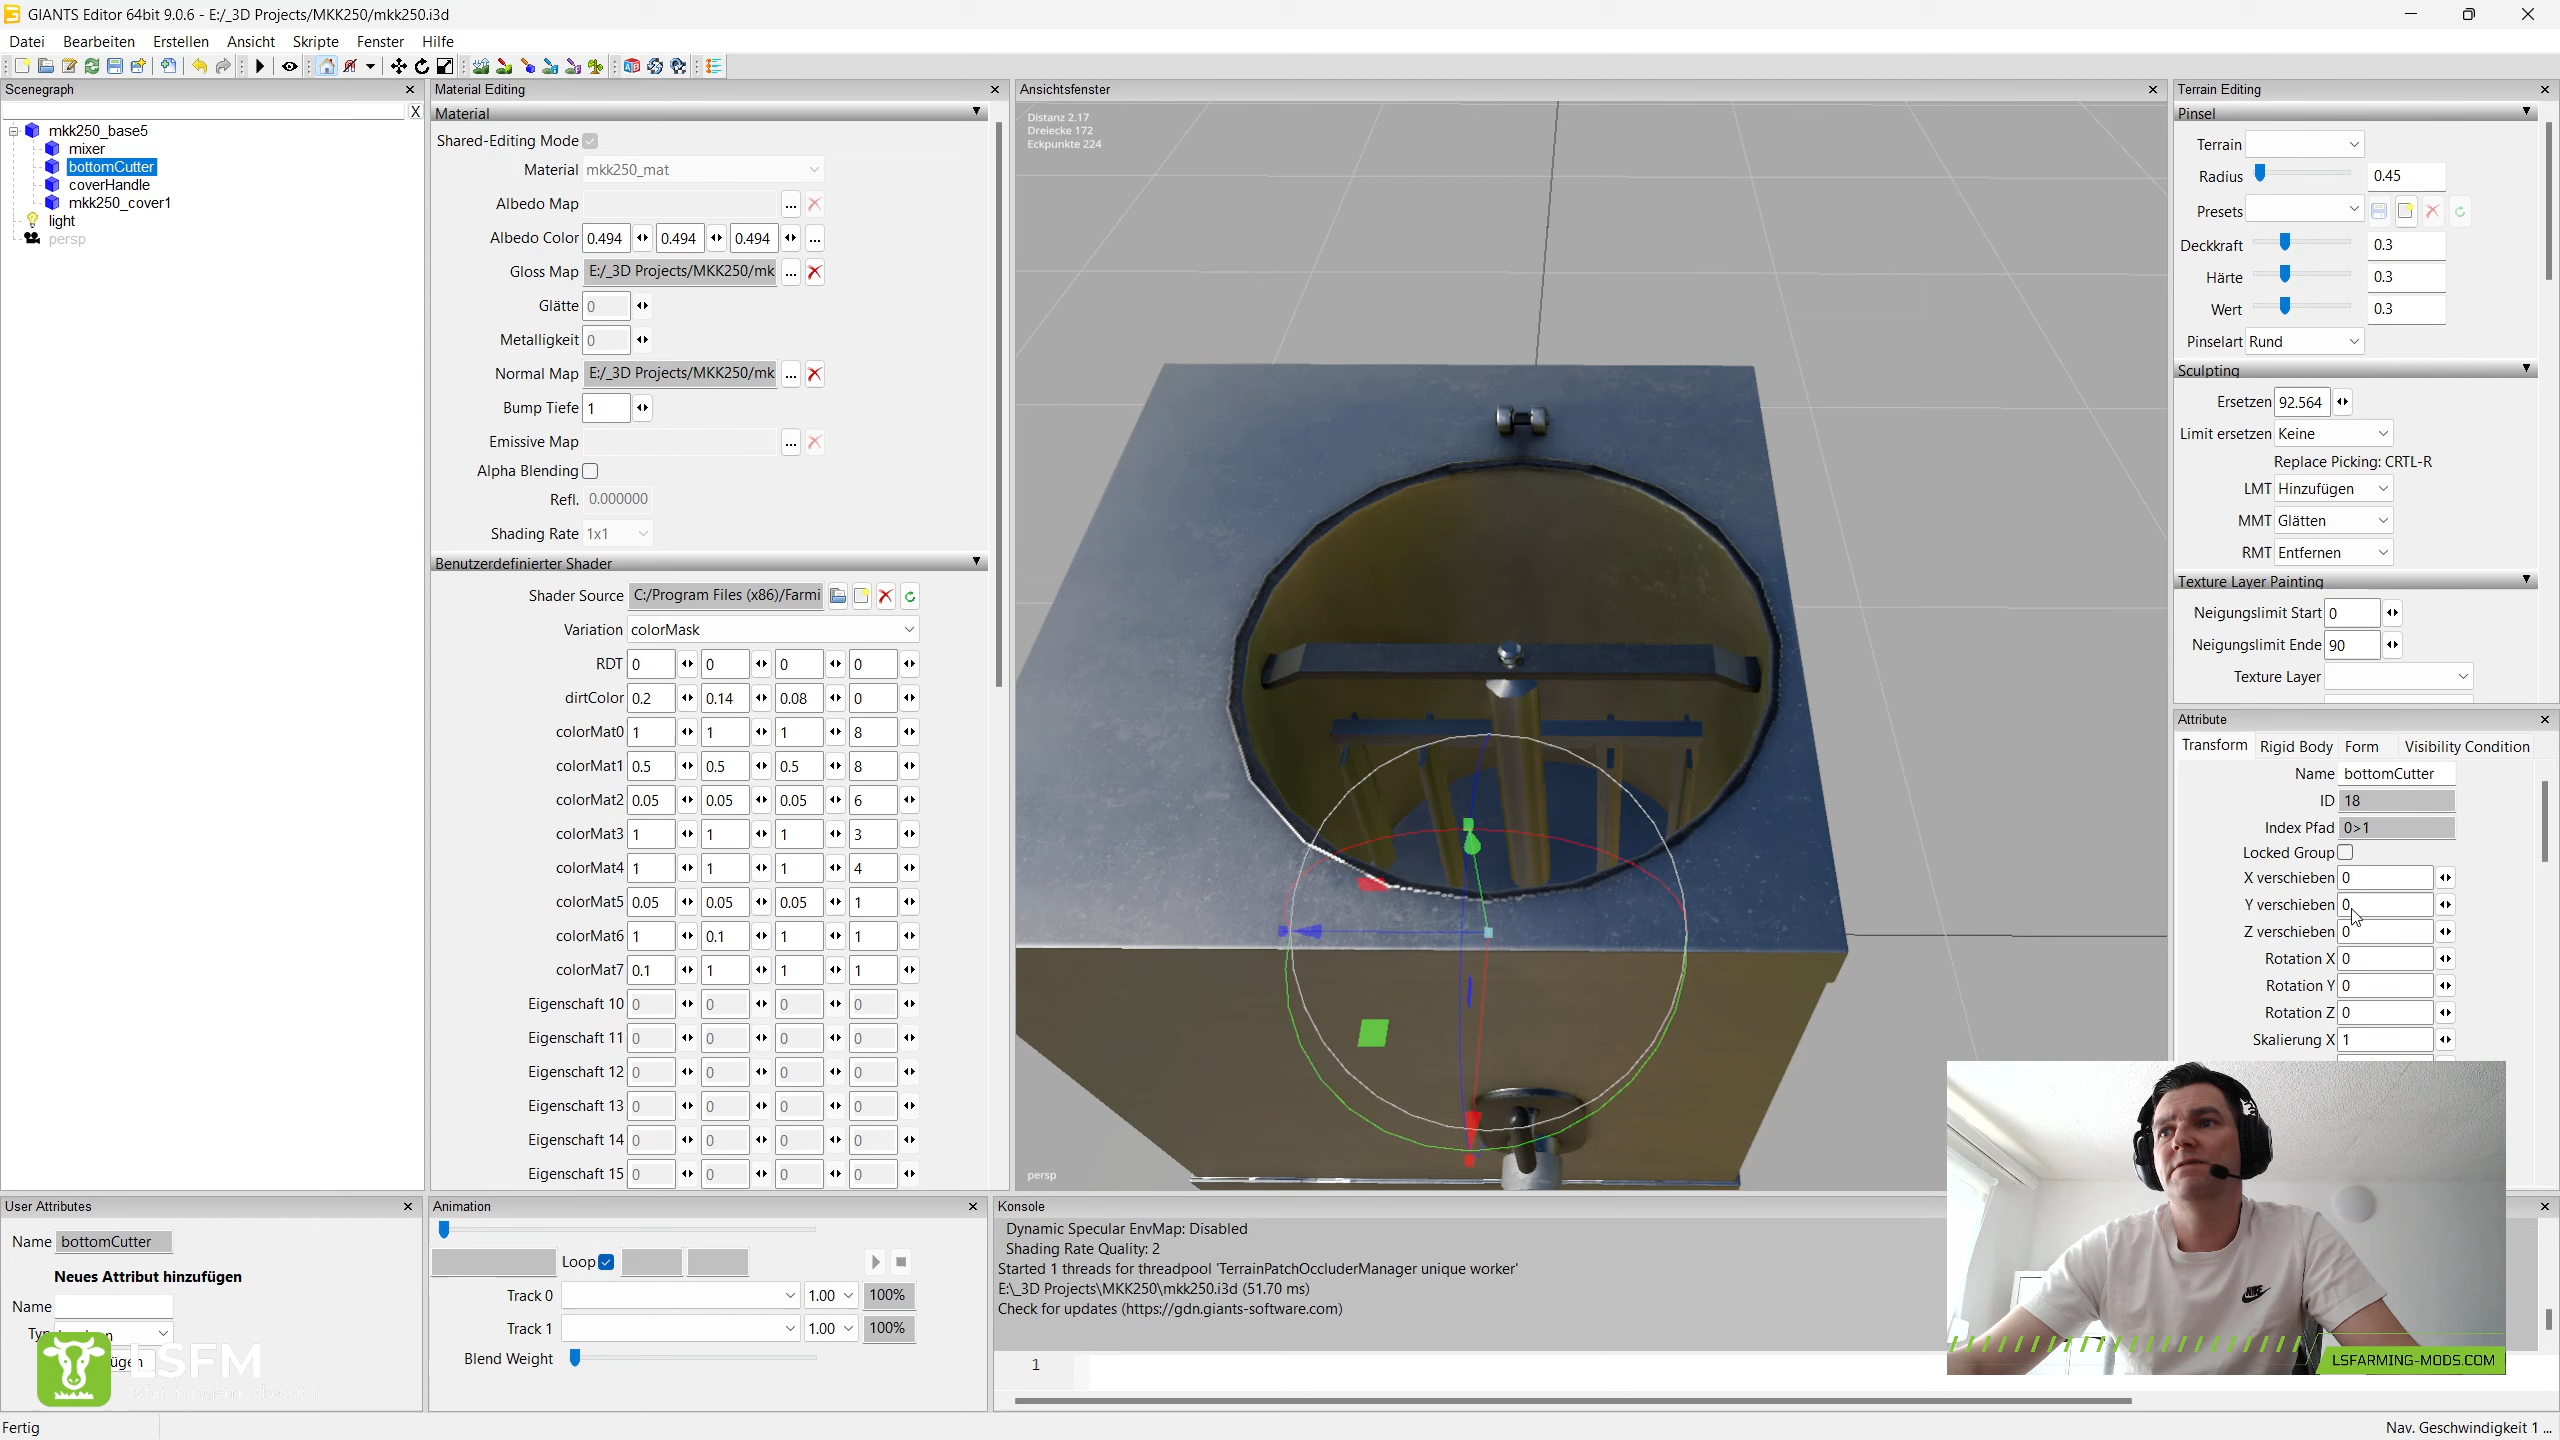 GIANTS Editor 64bit 9.0.6 - E:/_3D Projects/MKK250/mkk250.i3d
Datei Bearbeiten Erstellen Ansicht Skripte Fenster Hilfe
Scenegraph
X
mkk250_base5
mixer
bottomCutter
coverHandle
mkk250_cover1
light
persp
Material Editing
Material
Shared-Editing Mode
Material mkk250_mat
Albedo Map ...
Albedo Color 0.494 0.494 0.494 ...
Gloss Map E:/_3D Projects/MKK250/mk ...
Glätte 0
Metalligkeit 0
Normal Map E:/_3D Projects/MKK250/mk ...
Bump Tiefe 1
Emissive Map ...
Alpha Blending
Refl. 0.000000
Shading Rate 1x1
Benutzerdefinierter Shader
Shader Source C:/Program Files (x86)/Farmi
Variation colorMask
RDT 0 0 0 0
dirtColor 0.2 0.14 0.08 0
colorMat0 1 1 1 8
colorMat1 0.5 0.5 0.5 8
colorMat2 0.05 0.05 0.05 6
colorMat3 1 1 1 3
colorMat4 1 1 1 4
colorMat5 0.05 0.05 0.05 1
colorMat6 1 0.1 1 1
colorMat7 0.1 1 1 1
Eigenschaft 10 0 0 0 0
Eigenschaft 11 0 0 0 0
Eigenschaft 12 0 0 0 0
Eigenschaft 13 0 0 0 0
Eigenschaft 14 0 0 0 0
Eigenschaft 15 0 0 0 0
Ansichtsfenster
Distanz 2.17
Dreiecke 172
Eckpunkte 224
persp
Terrain Editing
Pinsel
Terrain
Radius 0.45
Presets
Deckkraft 0.3
Härte 0.3
Wert 0.3
Pinselart Rund
Sculpting
Ersetzen 92.564
Limit ersetzen Keine
Replace Picking: CRTL-R
LMT Hinzufügen
MMT Glätten
RMT Entfernen
Texture Layer Painting
Neigungslimit Start 0
Neigungslimit Ende 90
Texture Layer
Attribute
Transform Rigid Body Form Visibility Condition
Name bottomCutter
ID 18
Index Pfad 0>1
Locked Group
X verschieben 0
Y verschieben 0
Z verschieben 0
Rotation X 0
Rotation Y 0
Rotation Z 0
Skalierung X 1
User Attributes
Name bottomCutter
Neues Attribut hinzufügen
Name
LSFM
Animation
Loop
Track 0 1.00 100%
Track 1 1.00 100%
Blend Weight
Konsole
Dynamic Specular EnvMap: Disabled
Shading Rate Quality: 2
Started 1 threads for threadpool 'TerrainPatchOccluderManager unique worker'
E:\_3D Projects\MKK250\mkk250.i3d (51.70 ms)
Check for updates (https://gdn.giants-software.com)
1
NIKE
LSFARMING-MODS.COM
Fertig
Nav. Geschwindigkeit 1 ...